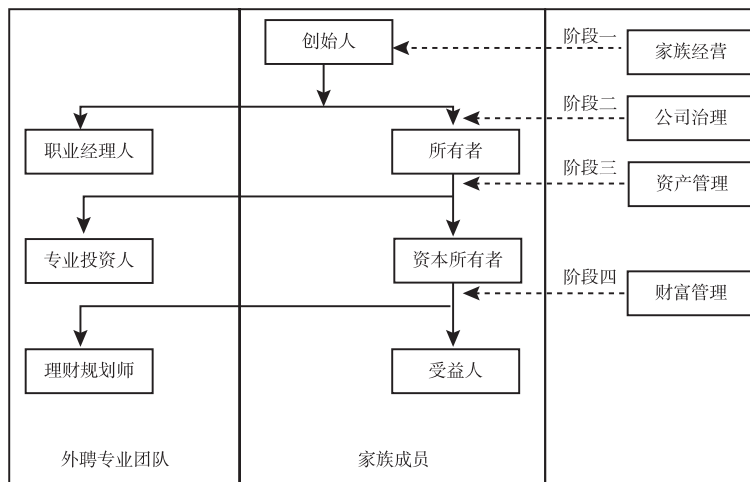 创始人
阶段一
家族经营
阶段二
公司治理
职业经理人
所有者
阶段三
资产管理
专业投资人
资本所有者
阶段四
财富管理
理财规划师
受益人
外聘专业团队
家族成员